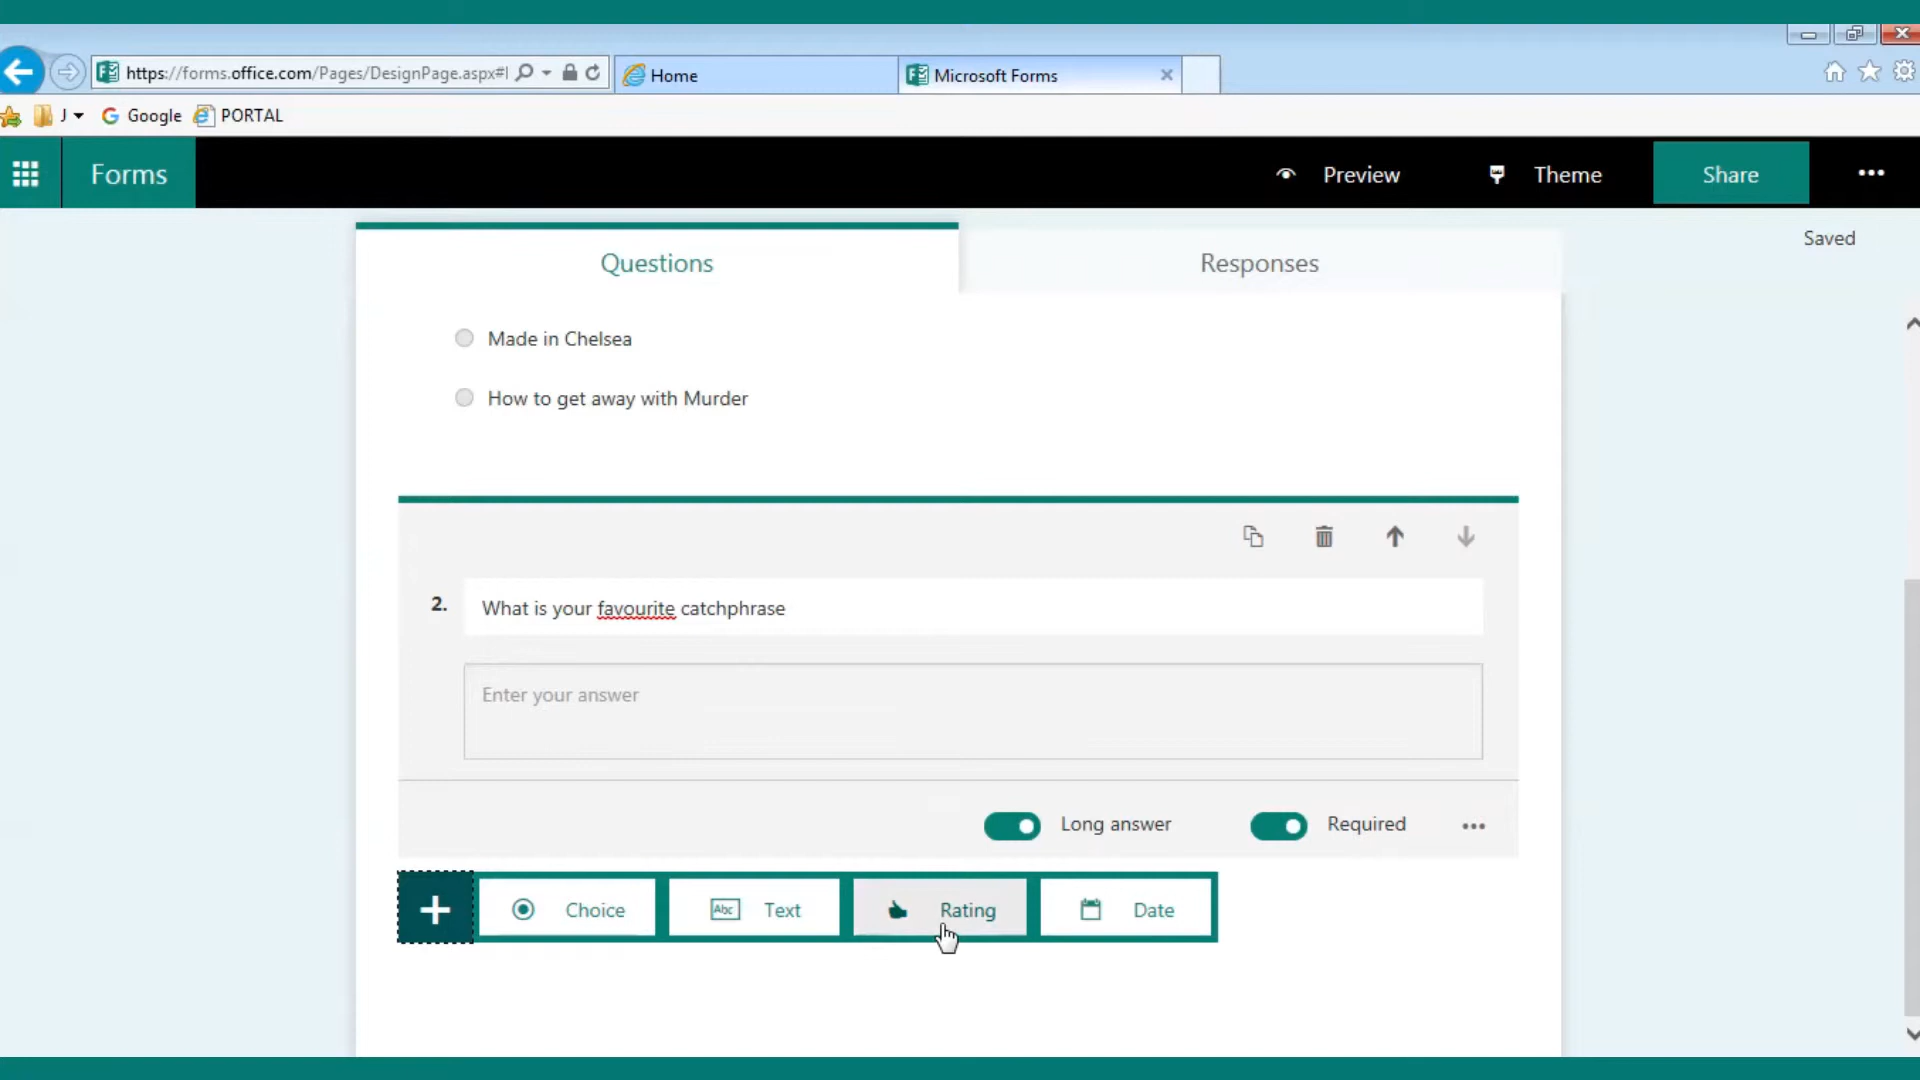 https://forms.office.com/Pages/DesignPage.aspx#I
Home
Microsoft Forms
J
Google
PORTAL
Forms
Preview
Theme
Share
Questions
Responses
Saved
Made in Chelsea
How to get away with Murder
2.
What is your favourite catchphrase
Enter your answer
Long answer
Required
Choice
Abc
Text
Rating
Date